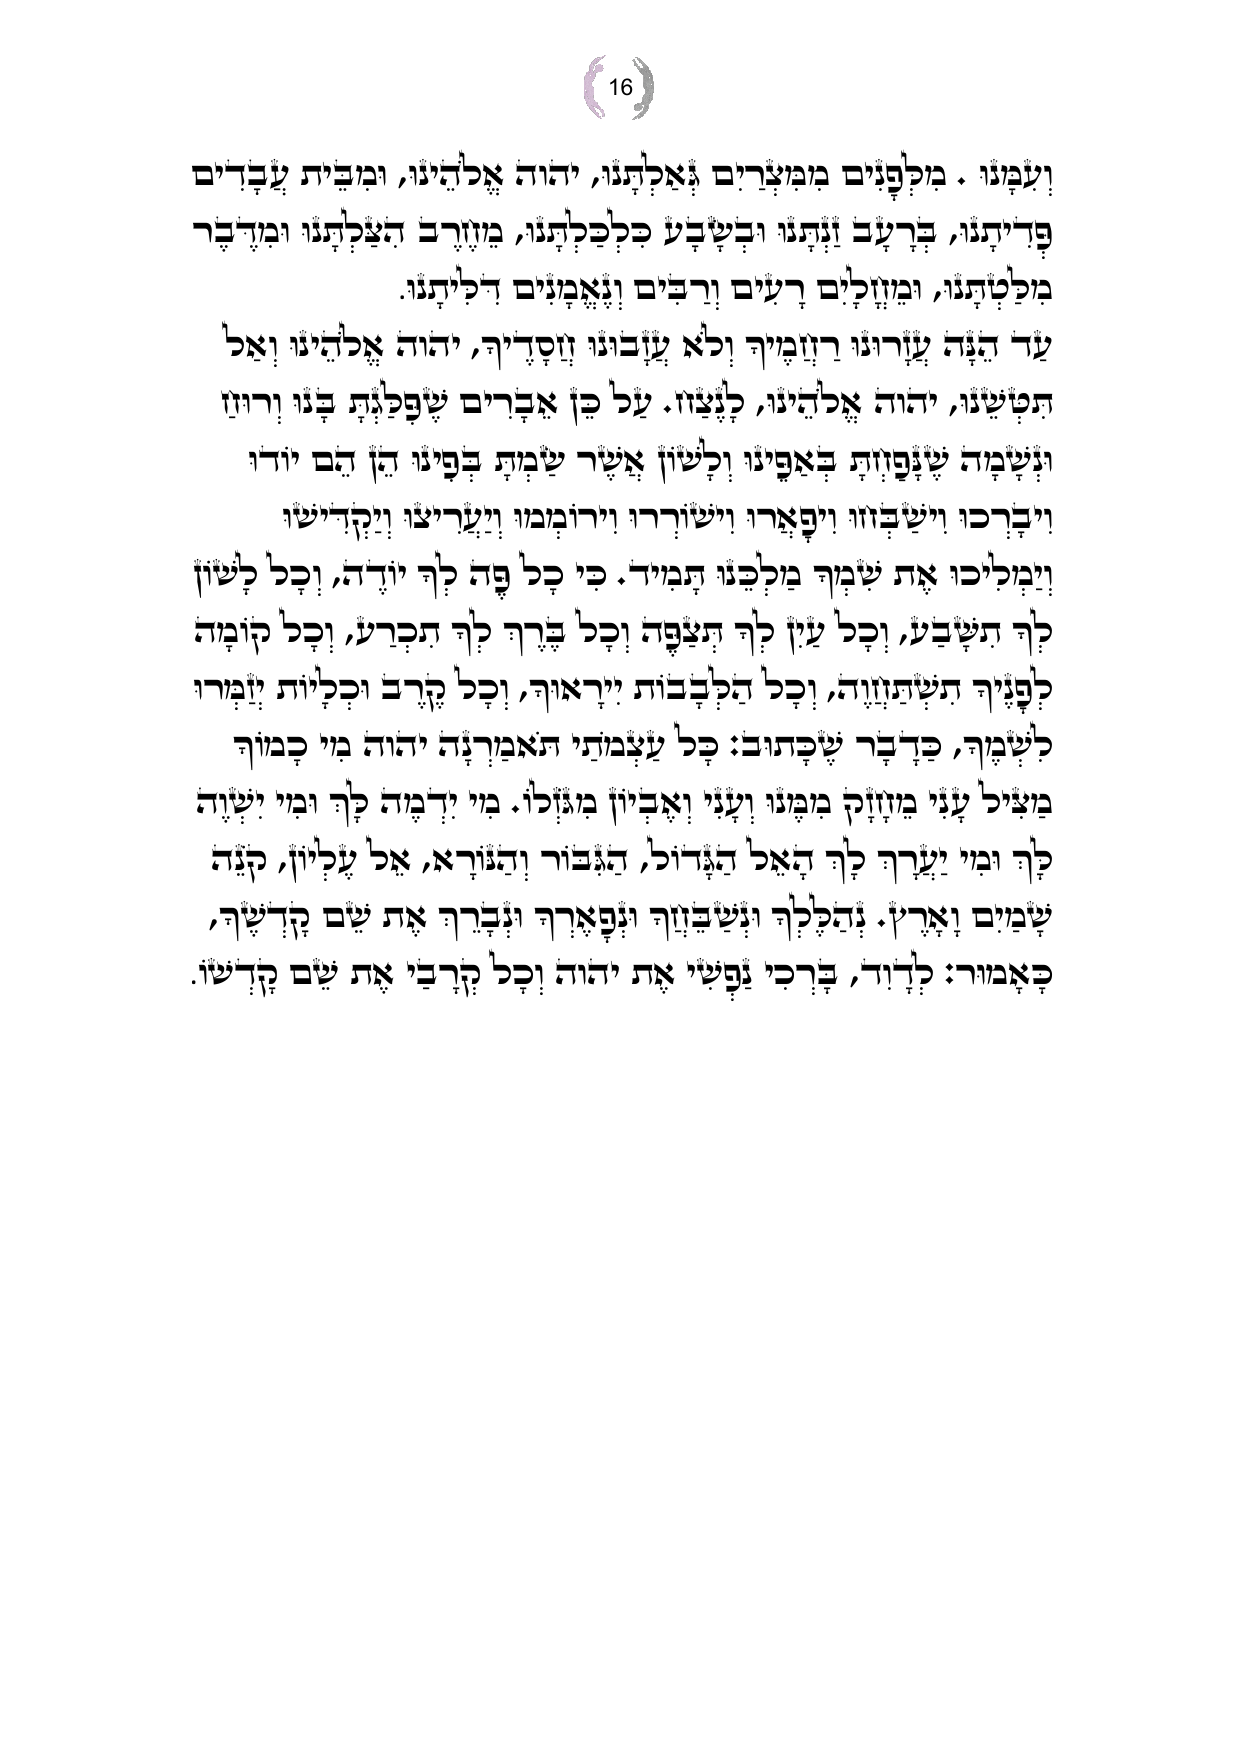 16
וְעִמָּנוּ . מִלְּפָנִים מִמִּצְרַיִם גְּאַלְתָּנוּ, יהוה אֱלֹהֵינוּ, וּמִבֵּית עֲבָדִים
פְּדִיתָנוּ, בְּרָעָב זַנְתָּנוּ וּבְשָׂבָע כִּלְכַּלְתָּנוּ, מֵחֶרֶב הִצַּלְתָּנוּ וּמִדֶּבֶר
מִלַּטְתָּנוּ, וּמֵחֳלָיִם רָעִים וְרַבִּים וְנֶאֱמָנִים דִּלִּיתָנוּ.
עַד הֵנָּה עֲזָרוּנוּ רַחֲמֶיךָ וְלֹא עֲזָבוּנוּ חֲסָדֶיךָ, יהוה אֱלֹהֵינוּ וְאַל
תִּטְּשֵׁנוּ, יהוה אֱלֹהֵינוּ, לָנֶצַח. עַל כֵּן אֵבָרִים שֶׁפִּלַּגְתָּ בָּנוּ וְרוּחַ
וּנְשָׁמָה שֶׁנָּפַחְתָּ בְּאַפֵּינוּ וְלָשׁוֹן אֲשֶׁר שַׂמְתָּ בְּפִינוּ הֵן הֵם יוֹדוּ
וִיבָרְכוּ וִישַׁבְּחוּ וִיפָאֲרוּ וִישׁוֹרְרוּ וִירוֹמְמוּ וְיַעֲרִיצוּ וְיַקְדִּישׁוּ
וְיַמְלִיכוּ אֶת שִׁמְךָ מַלְכֵּנוּ תָּמִיד. כִּי כָל פֶּה לְךָ יוֹדֶה, וְכָל לָשׁוֹן
לְךָ תִשָּׁבַע, וְכָל עַיִן לְךָ תְּצַפֶּה וְכָל בֶּרֶךְ לְךָ תִכְרַע, וְכָל קוֹמָה
לְפָנֶיךָ תִשְׁתַּחֲוֶה, וְכָל הַלְּבָבוֹת יִירָאוּךָ, וְכָל קֶרֶב וּכְלָיוֹת יְזַמְּרוּ
לִשְׁמֶךָ, כַּדָּבָר שֶׁכָּתוּב: כָּל עַצְמֹתַי תֹּאמַרְנָה יהוה מִי כָמוֹךָ
מַצִּיל עָנִי מֵחָזָק מִמֶּנּוּ וְעָנִי וְאֶבְיוֹן מִגֹּזְלוֹ. מִי יִדְמֶה לָּךְ וּמִי יִשְׁוֶה
לָּךְ וּמִי יַעֲרָךְ לָךְ הָאֵל הַגָּדוֹל, הַגִּבּוֹר וְהַנּוֹרָא, אֵל עֶלְיוֹן, קֹנֵה
שָׁמַיִם וָאָרֶץ. נְהַלֶּלְךָ וּנְשַׁבֵּחֲךָ וּנְפָאֶרְךָ וּנְבָרֵךְ אֶת שֵׁם קָדְשֶׁךָ,
כָּאָמוּר: לְדָוִד, בָּרְכִי נַפְשִׁי אֶת יהוה וְכָל קְרָבַי אֶת שֵׁם קָדְשׁוֹ.